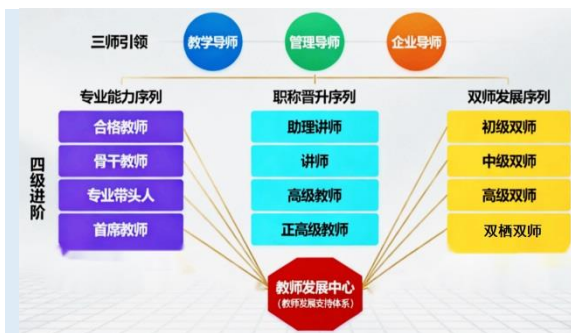 三师引领 教学导师 管理导师 企业导师
专业能力序列 职称晋升序列 双师发展序列
合格教师 助理讲师 初级双师
骨干教师 讲师 中级双师
专业带头人 高级教师 高级双师
首席教师 正高级教师 双栖双师
四级进阶
教师发展中心
(教师发展支持体系)